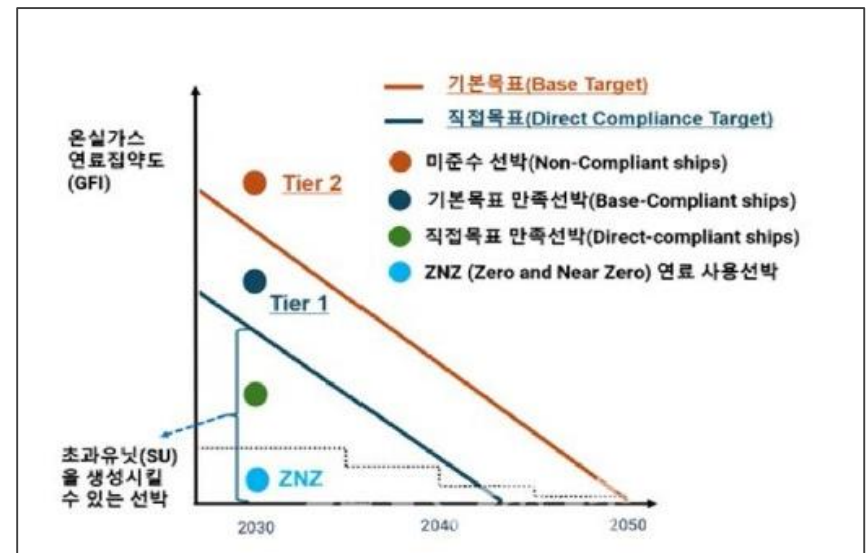 기본목표(Base Target)
직접목표(Direct Compliance Target)
온실가스
연료집약도
(GFI)
미준수 선박(Non-Compliant ships)
Tier 2
기본목표 만족선박(Base-Compliant ships)
직접목표 만족선박(Direct-compliant ships)
ZNZ (Zero and Near Zero) 연료 사용선박
Tier 1
초과유닛(SU)
을 생성시킬
수 있는 선박
ZNZ
2030
2040
2050